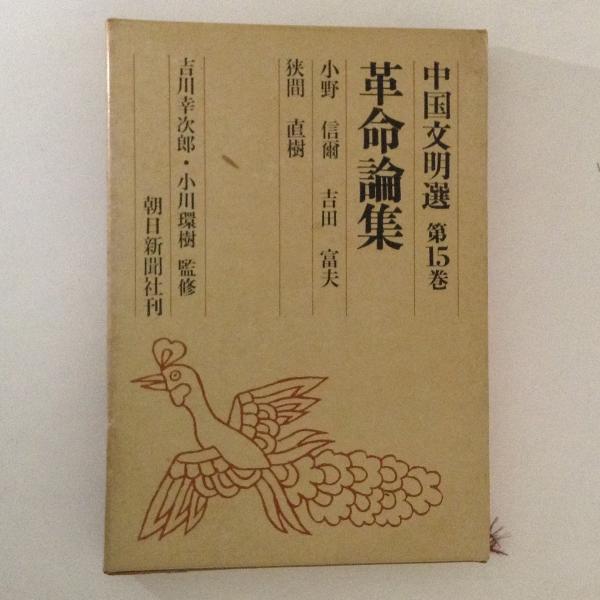 中国文明選 第15巻
革命論集
小野 信爾 吉田 富夫
狭間 直樹
吉川幸次郎・小川環樹 監修
朝日新聞社刊